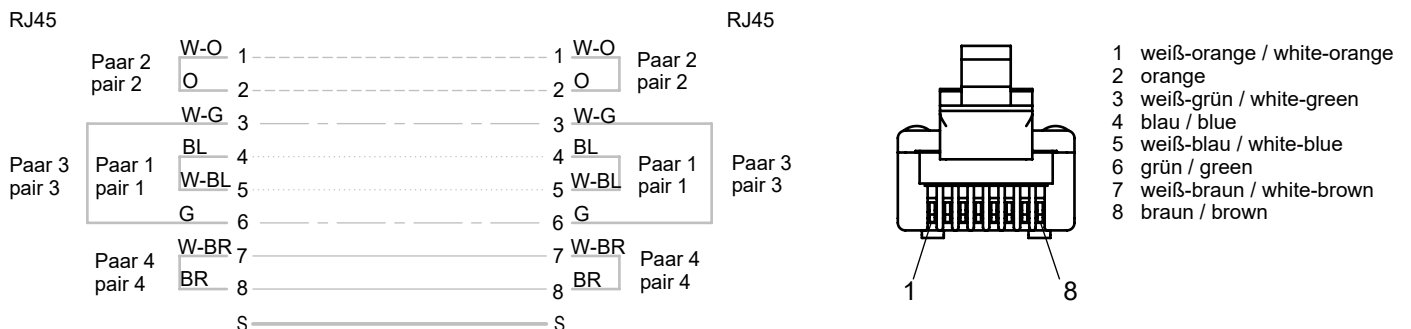 RJ45 RJ45
W-O 1 1 W-O
Paar 2 Paar 2
pair 2 pair 2
O 2 2 O
W-G 3 3 W-G
BL 4 4 BL
Paar 3 Paar 1 Paar 1 Paar 3
pair 3 pair 1 pair 1 pair 3
W-BL 5 5 W-BL
G 6 6 G
W-BR 7 7 W-BR
Paar 4 Paar 4
pair 4 pair 4
BR 8 8 BR
S S
1 weiß-orange / white-orange
2 orange
3 weiß-grün / white-green
4 blau / blue
5 weiß-blau / white-blue
6 grün / green
7 weiß-braun / white-brown
8 braun / brown
1 8